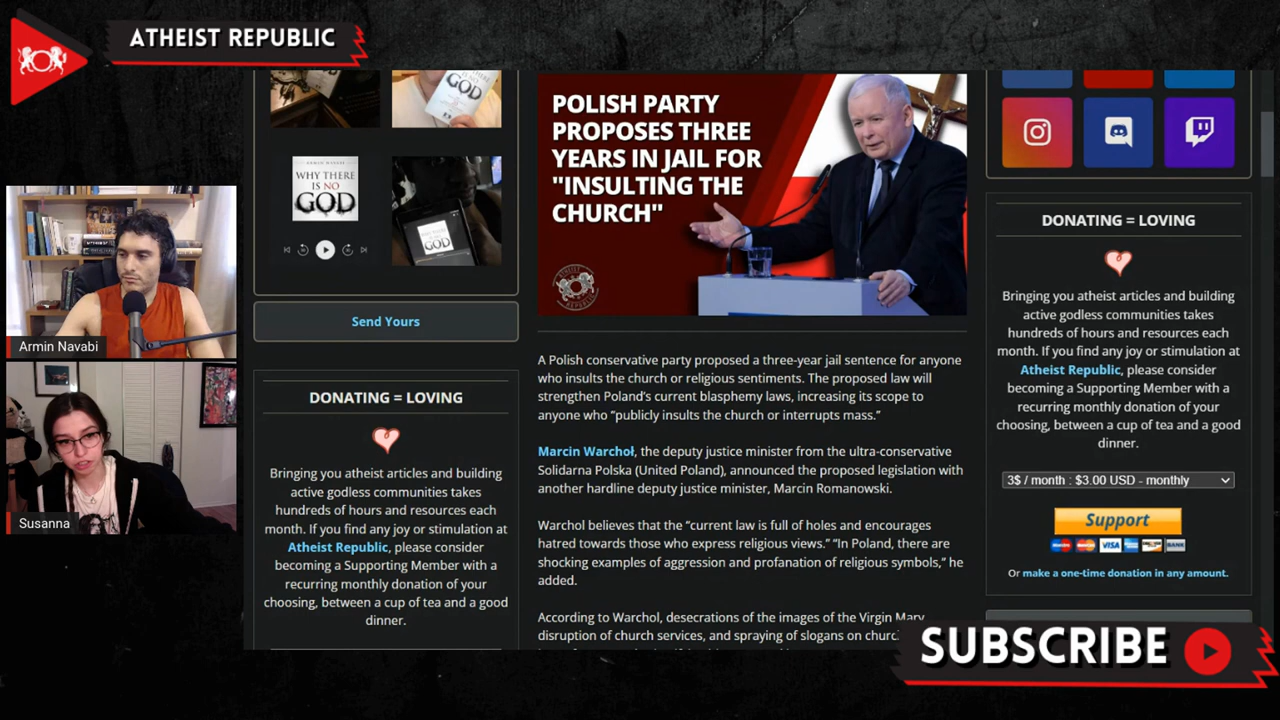 ATHEIST REPUBLIC
WHY THERE
IS NO
GOD
GOD
Send Yours
DONATING = LOVING
Bringing you atheist articles and building
active godless communities takes
hundreds of hours and resources each
month. If you find any joy or stimulation at
Atheist Republic, please consider
becoming a Supporting Member with a
recurring monthly donation of your
choosing, between a cup of tea and a good
dinner.
POLISH PARTY
PROPOSES THREE
YEARS IN JAIL FOR
"INSULTING THE
CHURCH"
A Polish conservative party proposed a three-year jail sentence for anyone
who insults the church or religious sentiments. The proposed law will
strengthen Poland's current blasphemy laws, increasing its scope to
anyone who “publicly insults the church or interrupts mass.”
Marcin Warchoł, the deputy justice minister from the ultra-conservative
Solidarna Polska (United Poland), announced the proposed legislation with
another hardline deputy justice minister, Marcin Romanowski.
Warchol believes that the “current law is full of holes and encourages
hatred towards those who express religious views.” “In Poland, there are
shocking examples of aggression and profanation of religious symbols,” he
added.
According to Warchol, desecrations of the images of the Virgin Mary,
disruption of church services, and spraying of slogans on
DONATING = LOVING
Bringing you atheist articles and building
active godless communities takes
hundreds of hours and resources each
month. If you find any joy or stimulation at
Atheist Republic, please consider
becoming a Supporting Member with a
recurring monthly donation of your
choosing, between a cup of tea and a good
dinner.
3$ / month : $3.00 USD - monthly
Support
VISA
BANK
Or make a one-time donation in any amount.
Armin Navabi
Susanna
SUBSCRIBE